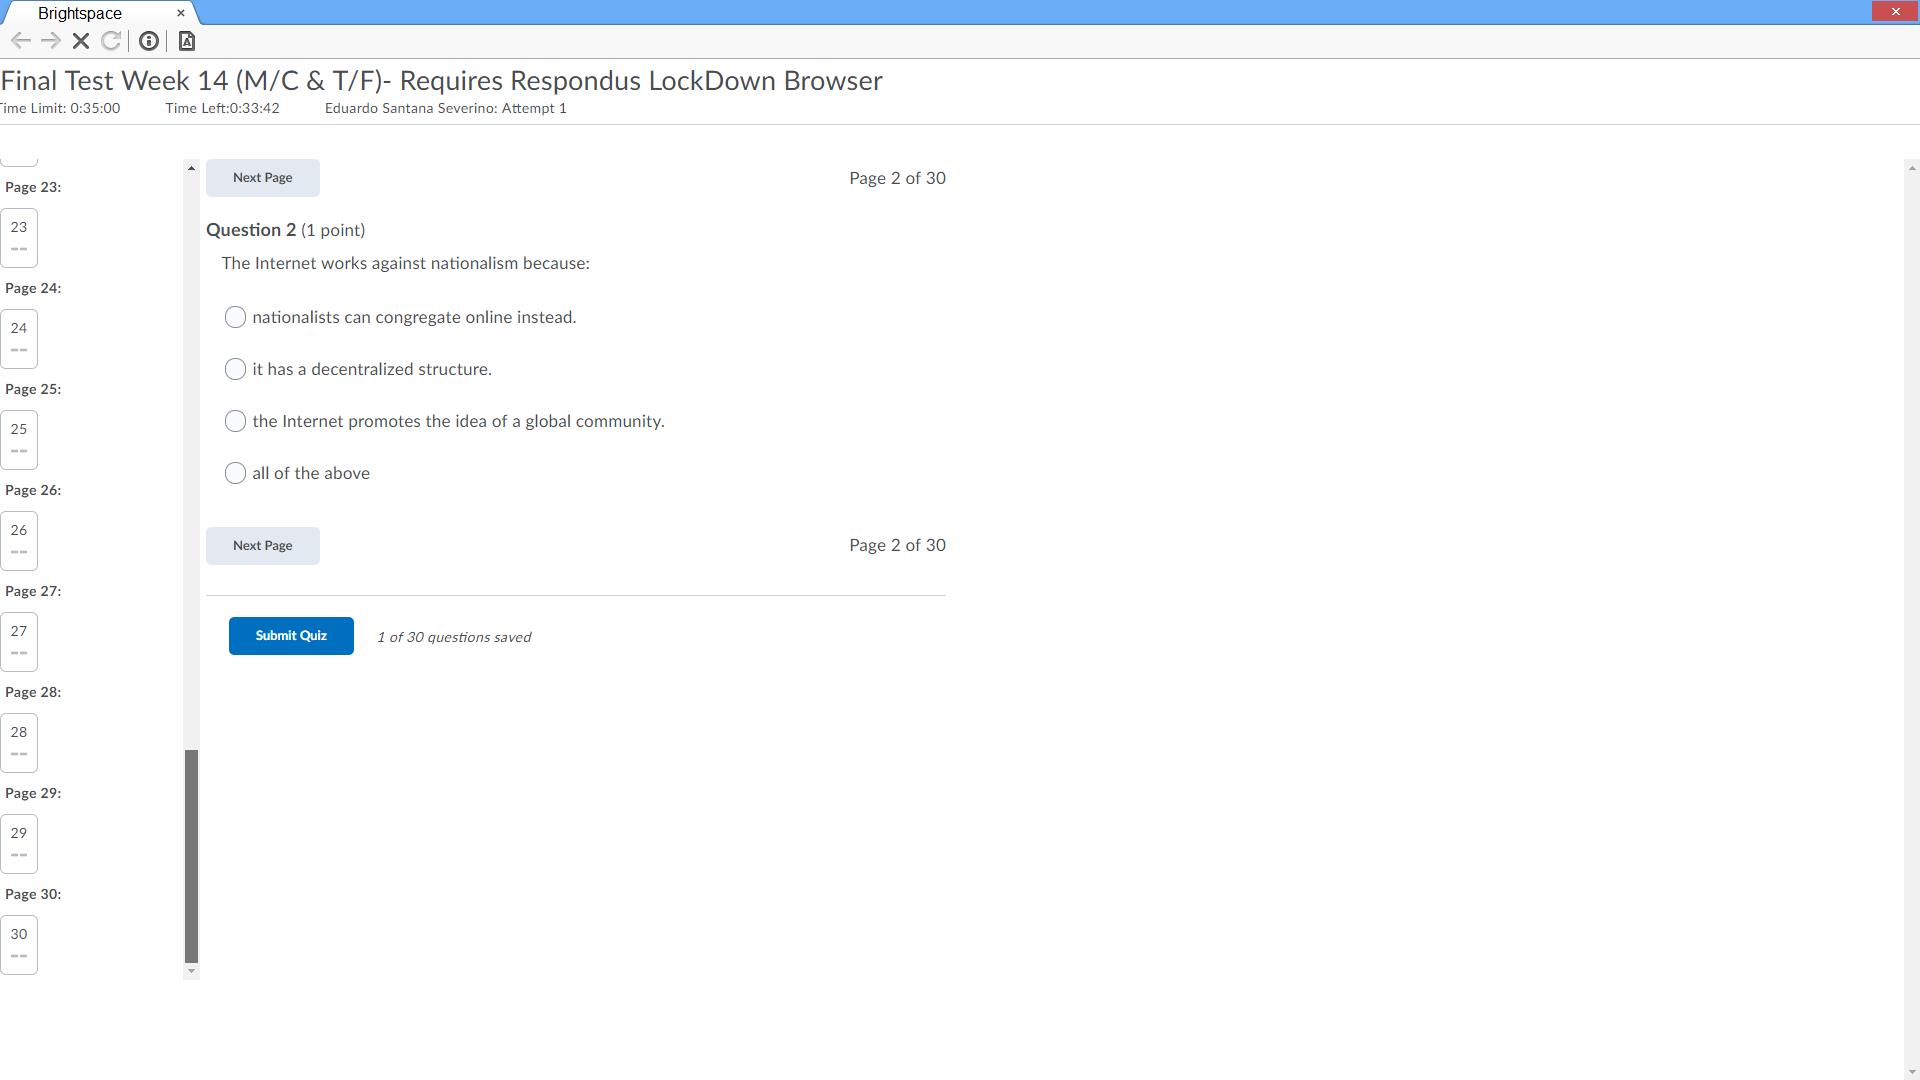 Brightspace
Final Test Week 14 (M/C & T/F)- Requires Respondus LockDown Browser
Time Limit: 0:35:00 Time Left:0:33:42 Eduardo Santana Severino: Attempt 1
Page 23:
23
--
Page 24:
24
--
Page 25:
25
--
Page 26:
26
--
Page 27:
27
--
Page 28:
28
--
Page 29:
29
--
Page 30:
30
--
Next Page Page 2 of 30
Question 2 (1 point)
The Internet works against nationalism because:
nationalists can congregate online instead.
it has a decentralized structure.
the Internet promotes the idea of a global community.
all of the above
Next Page Page 2 of 30
Submit Quiz 1 of 30 questions saved